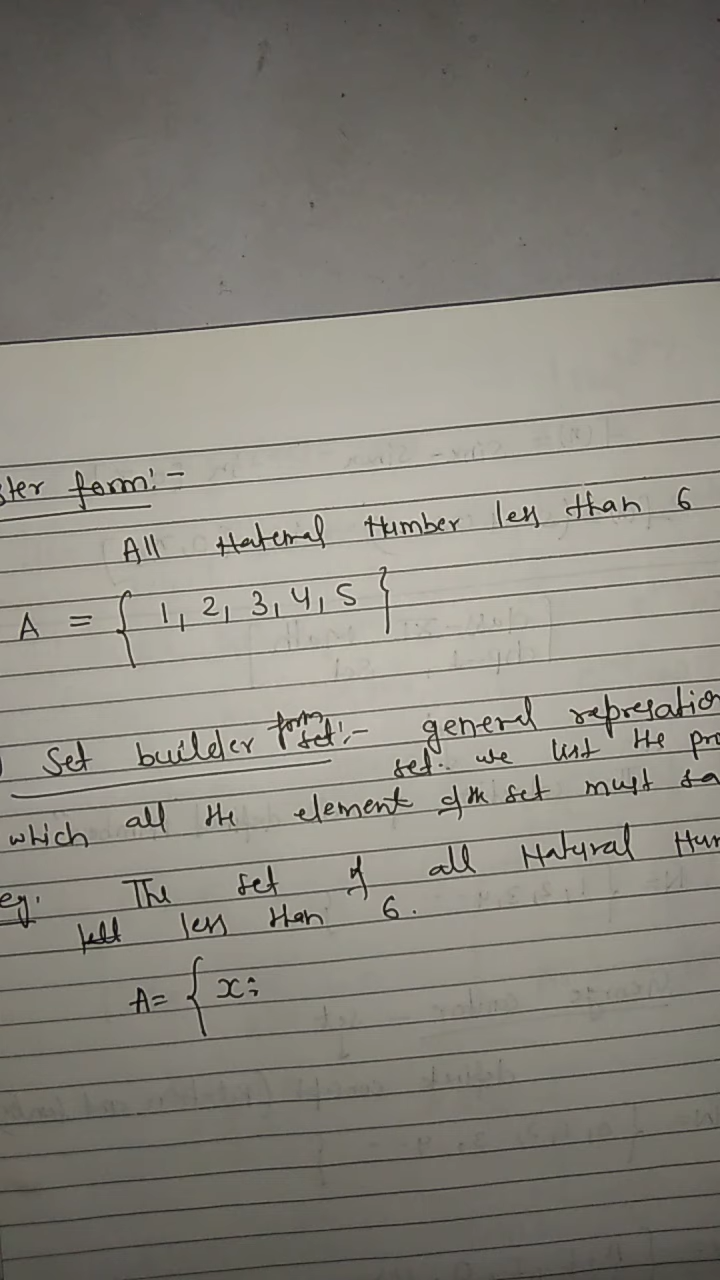 ster form:-
All Natural Number less than 6
A = { 1, 2, 3, 4, 5 }
Set builder form set:- general represation
set. we list the pro
which all the element of the set must sa
eg. The set of all Natural Num
less than 6.
A= { x: